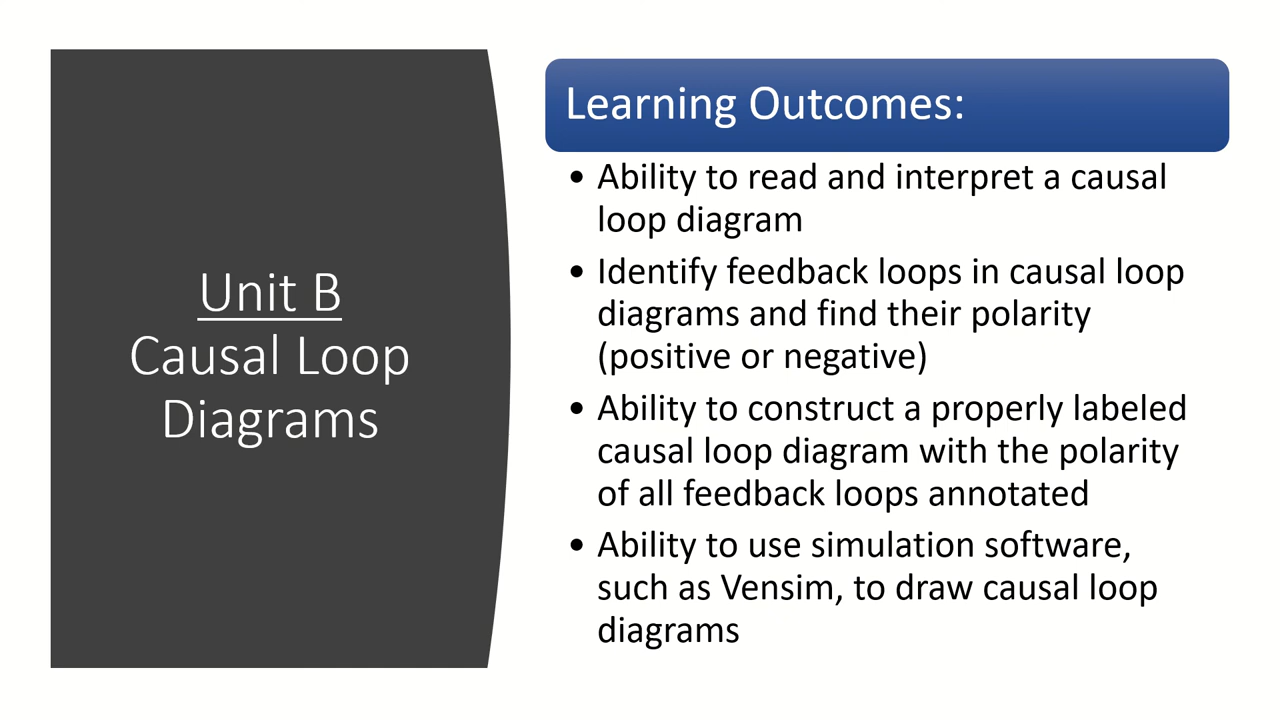 Unit B
Causal Loop
Diagrams
Learning Outcomes:
• Ability to read and interpret a causal
loop diagram
• Identify feedback loops in causal loop
diagrams and find their polarity
(positive or negative)
• Ability to construct a properly labeled
causal loop diagram with the polarity
of all feedback loops annotated
• Ability to use simulation software,
such as Vensim, to draw causal loop
diagrams